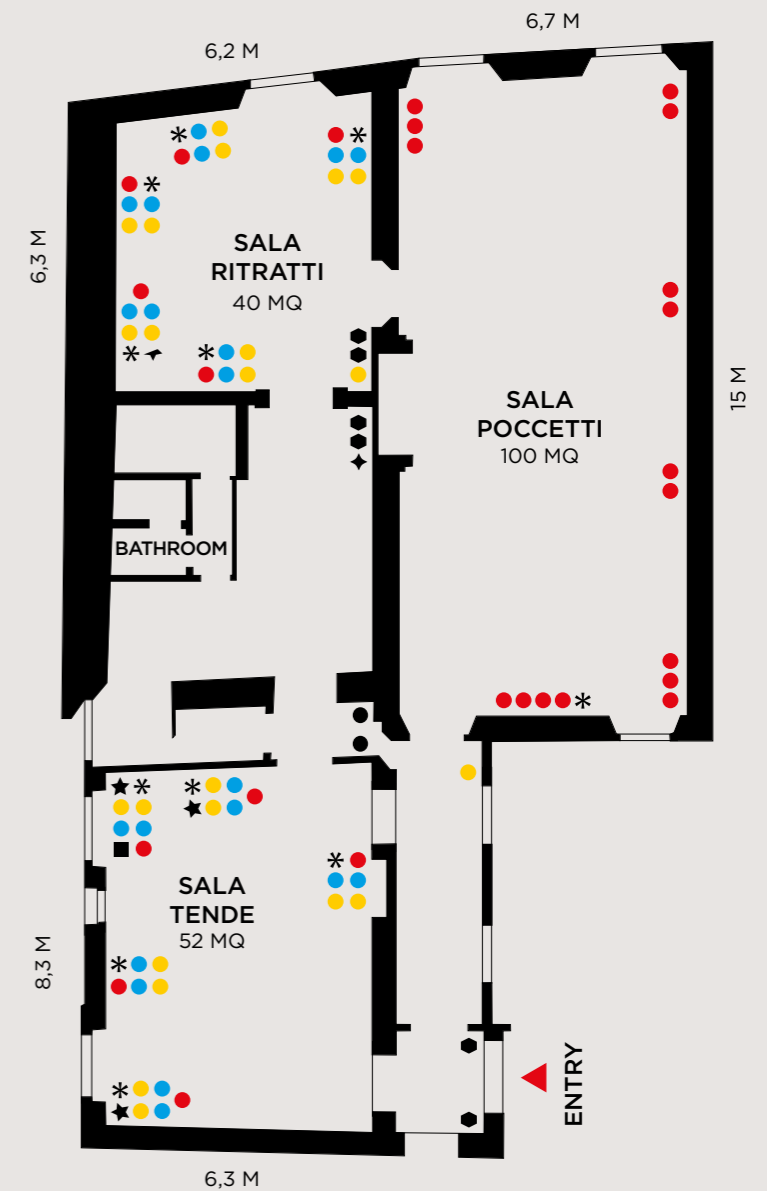 6,7 M
6,2 M
6,3 M
SALA
RITRATTI
40 MQ
15 M
SALA
POCCETTI
100 MQ
BATHROOM
SALA
TENDE
52 MQ
8,3 M
ENTRY
6,3 M